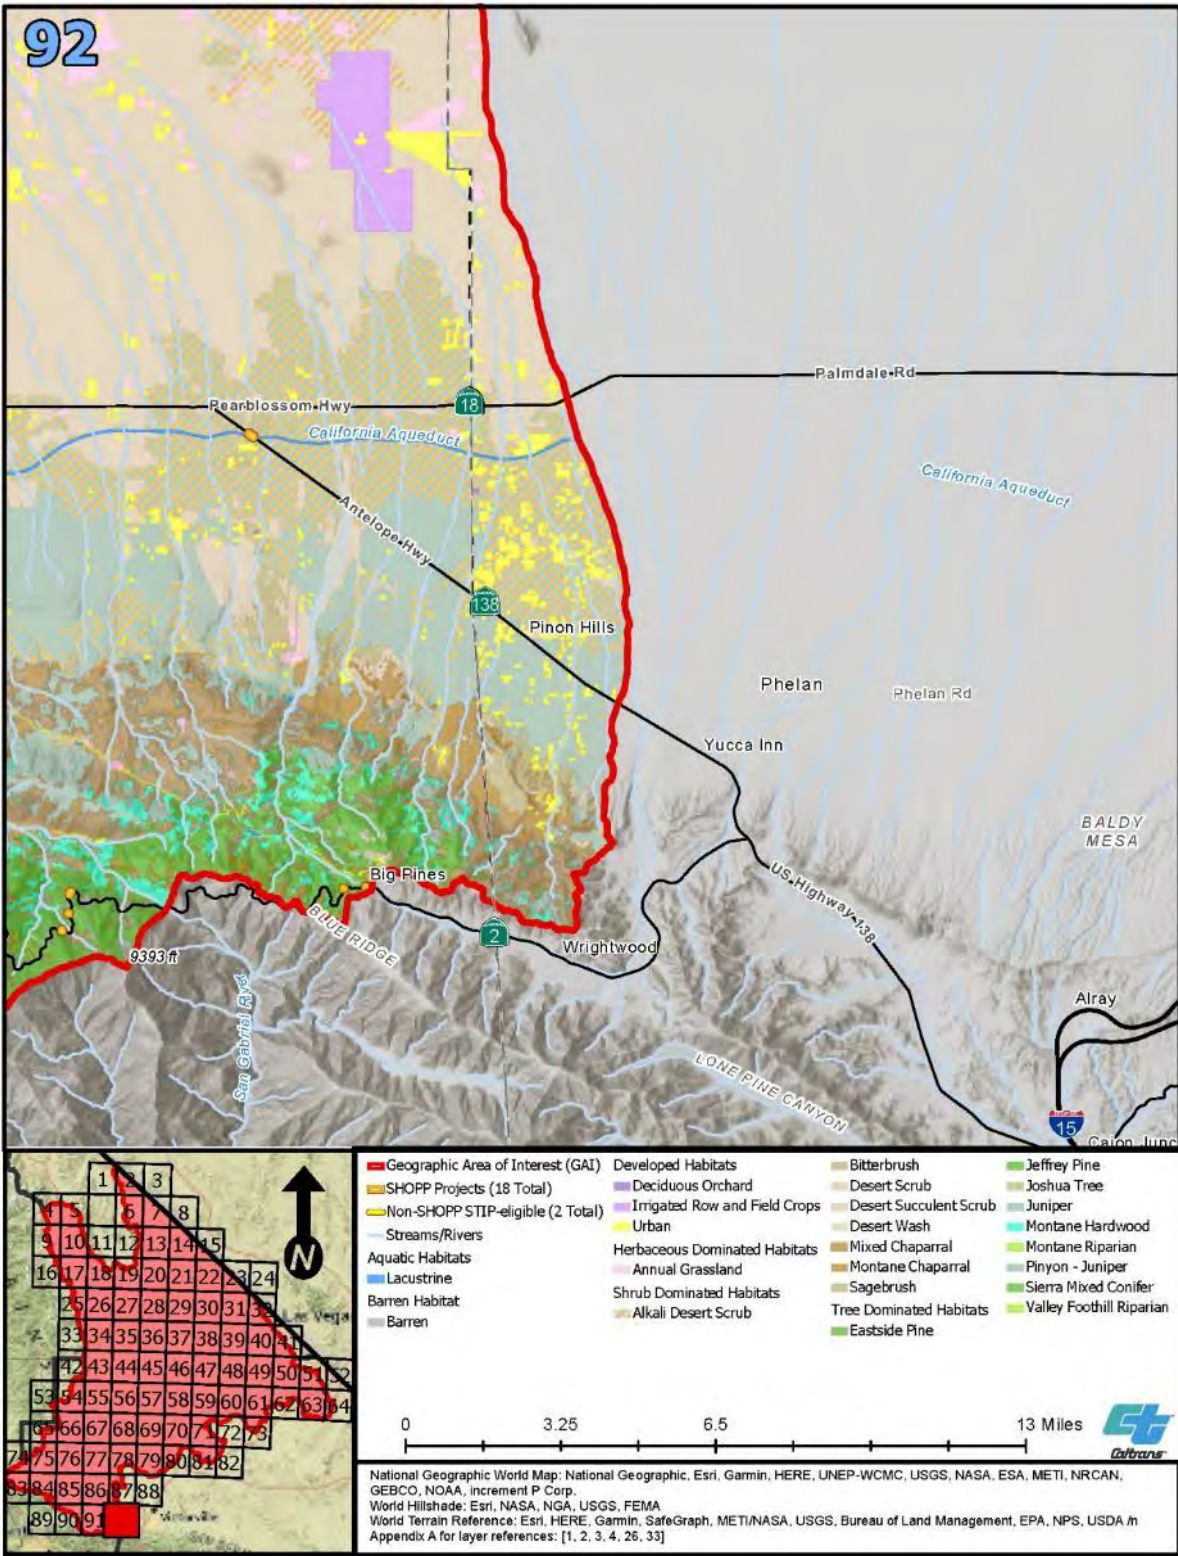 92
Palmdale Rd
Pearblossom Hwy
18
California Aqueduct
California Aqueduct
Antelope Hwy
138
Pinon Hills
Phelan
Phelan Rd
Yucca Inn
BALDY
MESA
Big Pines
US Highway 138
BLUE RIDGE
2
Wrightwood
9393 ft
San Gabriel River
Alray
LONE PINE CANYON
15
Cajon Junc
1 2 3
4 5 6 7 8
9 10 11 12 13 14 15
16 17 18 19 20 21 22 23 24
25 26 27 28 29 30 31 32
Las Vega
33 34 35 36 37 38 39 40 41
42 43 44 45 46 47 48 49 50 51 52
53 54 55 56 57 58 59 60 61 62 63 64
65 66 67 68 69 70 71 72 73
74 75 76 77 78 79 80 81 82
83 84 85 86 87 88
89 90 91
N
Geographic Area of Interest (GAI)
SHOPP Projects (18 Total)
Non-SHOPP STIP-eligible (2 Total)
Streams/Rivers
Aquatic Habitats
Lacustrine
Barren Habitat
Barren
Developed Habitats
Deciduous Orchard
Irrigated Row and Field Crops
Urban
Herbaceous Dominated Habitats
Annual Grassland
Shrub Dominated Habitats
Alkali Desert Scrub
Bitterbrush
Desert Scrub
Desert Succulent Scrub
Desert Wash
Mixed Chaparral
Montane Chaparral
Sagebrush
Tree Dominated Habitats
Eastside Pine
Jeffrey Pine
Joshua Tree
Juniper
Montane Hardwood
Montane Riparian
Pinyon - Juniper
Sierra Mixed Conifer
Valley Foothill Riparian
0 3.25 6.5 13 Miles
ct
Caltrans
National Geographic World Map: National Geographic, Esri, Garmin, HERE, UNEP-WCMC, USGS, NASA, ESA, METI, NRCAN,
GEBCO, NOAA, increment P Corp.
World Hillshade: Esri, NASA, NGA, USGS, FEMA
World Terrain Reference: Esri, HERE, Garmin, SafeGraph, METI/NASA, USGS, Bureau of Land Management, EPA, NPS, USDA /n
Appendix A for layer references: [1, 2, 3, 4, 26, 33]